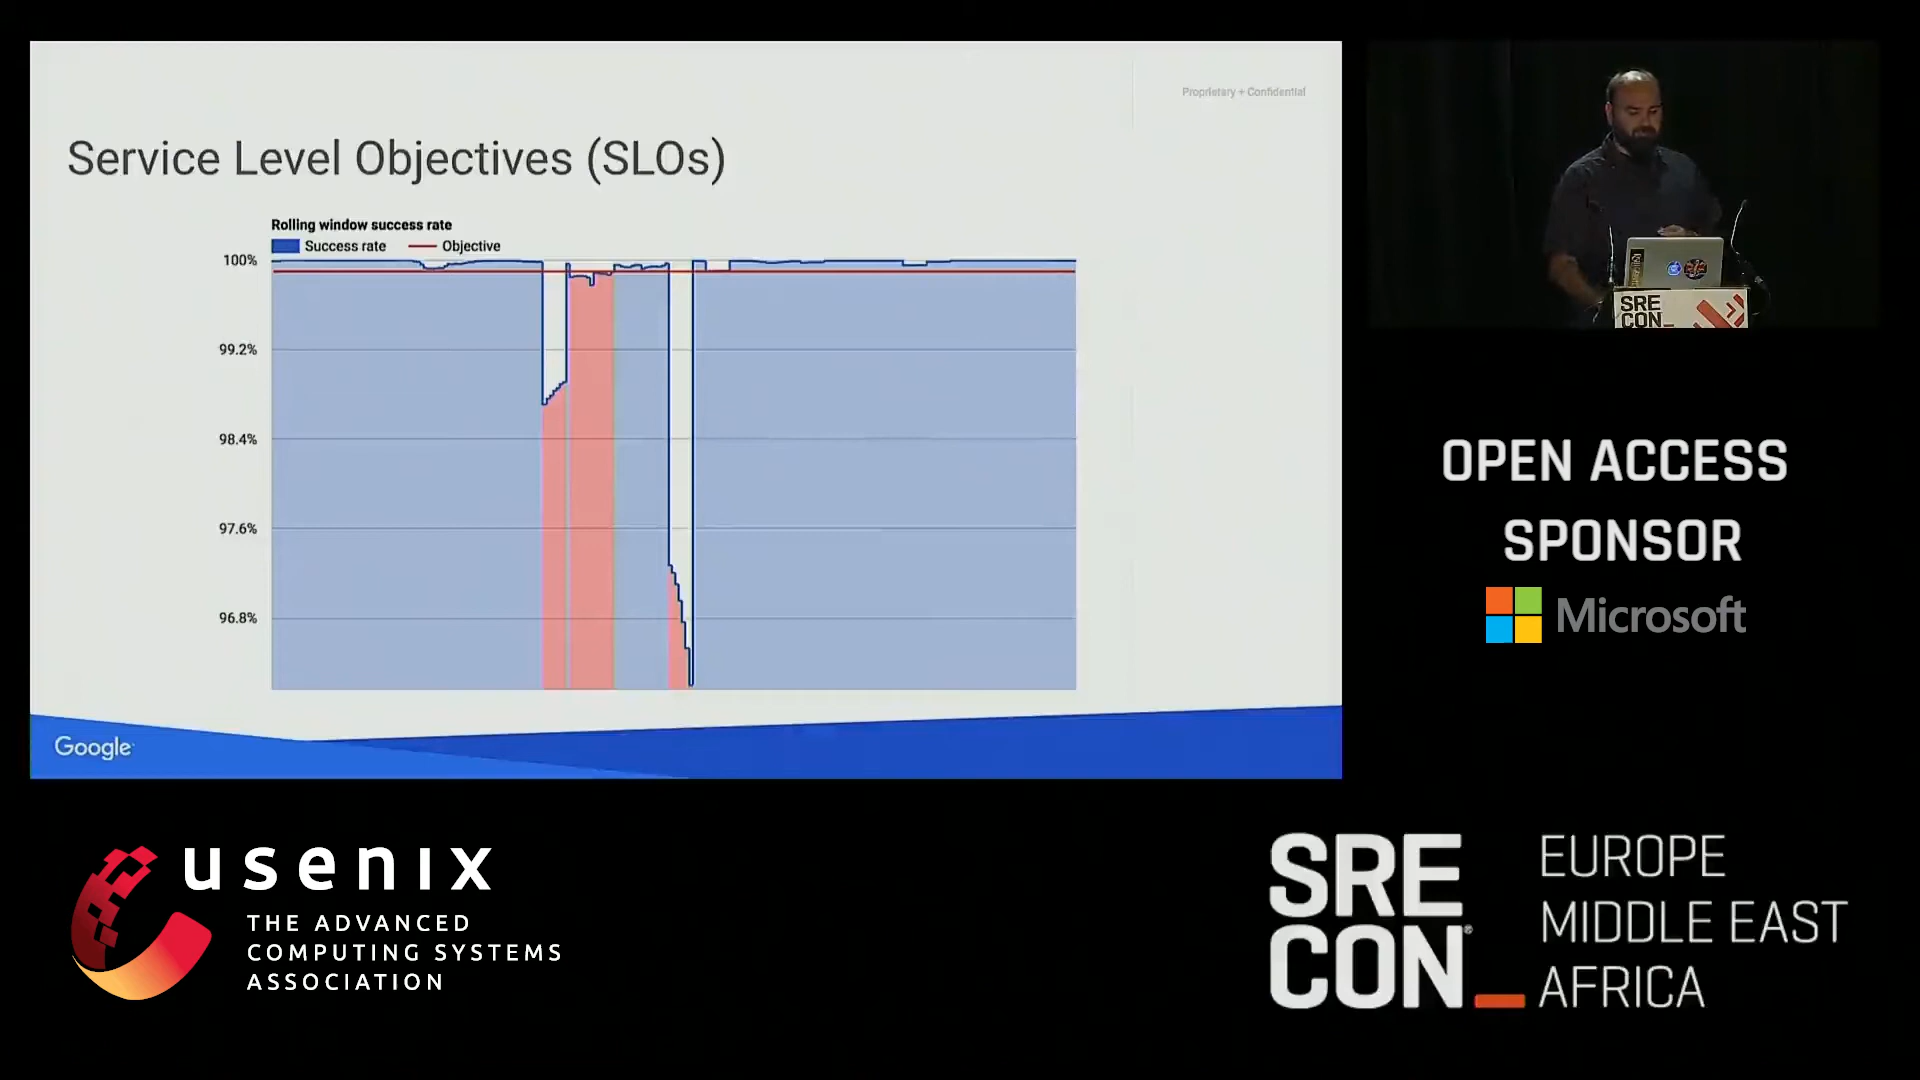 Proprietary + Confidential
Service Level Objectives (SLOs)
Rolling window success rate
Success rate
Objective
100%
99.2%
98.4%
97.6%
96.8%
Google
SRE
CON_
OPEN ACCESS
SPONSOR
Microsoft
usenix
THE ADVANCED
COMPUTING SYSTEMS
ASSOCIATION
SRE
CON®_
EUROPE
MIDDLE EAST
AFRICA